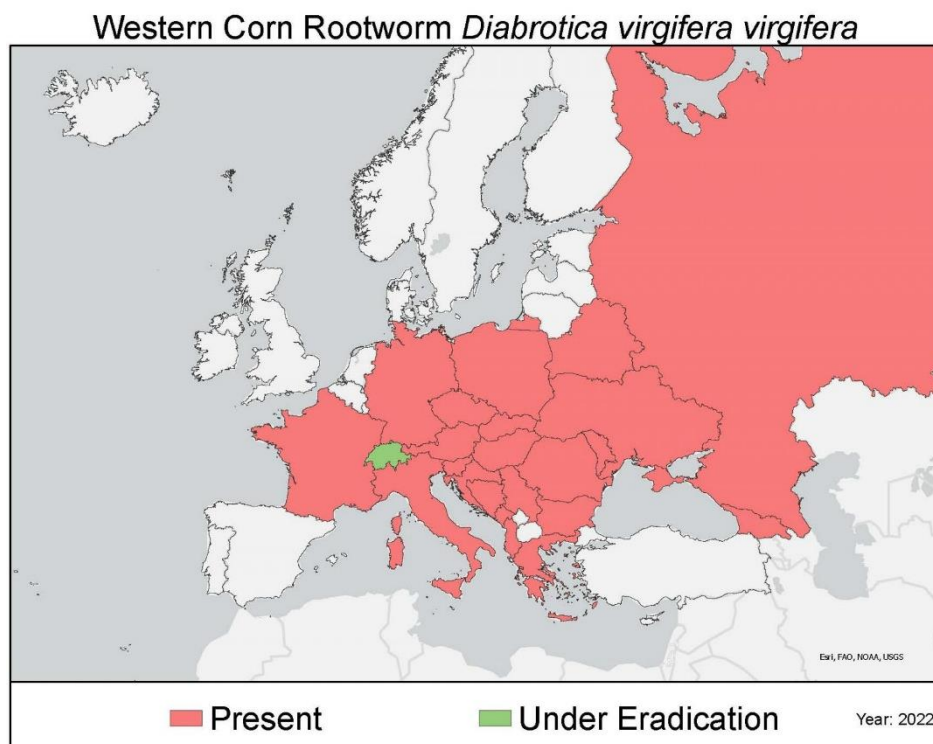 Western Corn Rootworm Diabrotica virgifera virgifera
Esri, FAO, NOAA, USGS
Present
Under Eradication
Year: 2022